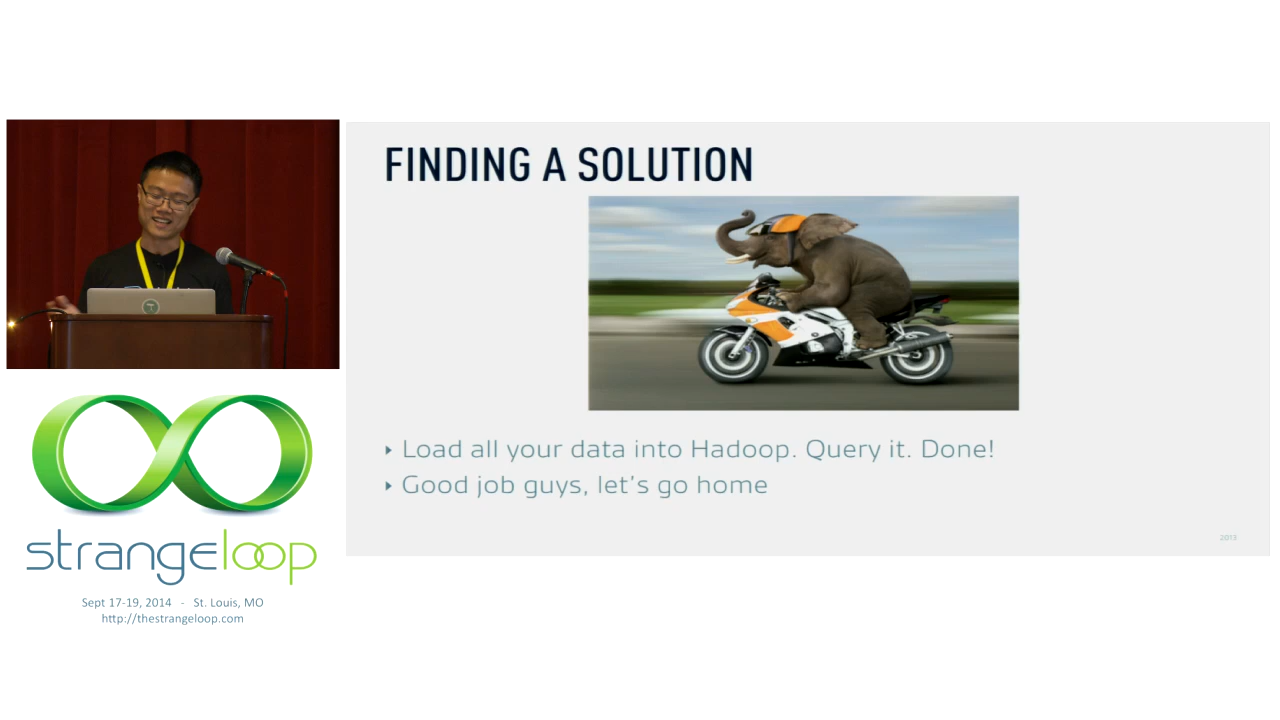 FINDING A SOLUTION
‣ Load all your data into Hadoop. Query it. Done!
‣ Good job guys, let's go home
2013
strangeloop
Sept 17-19, 2014 - St. Louis, MO
http://thestrangeloop.com